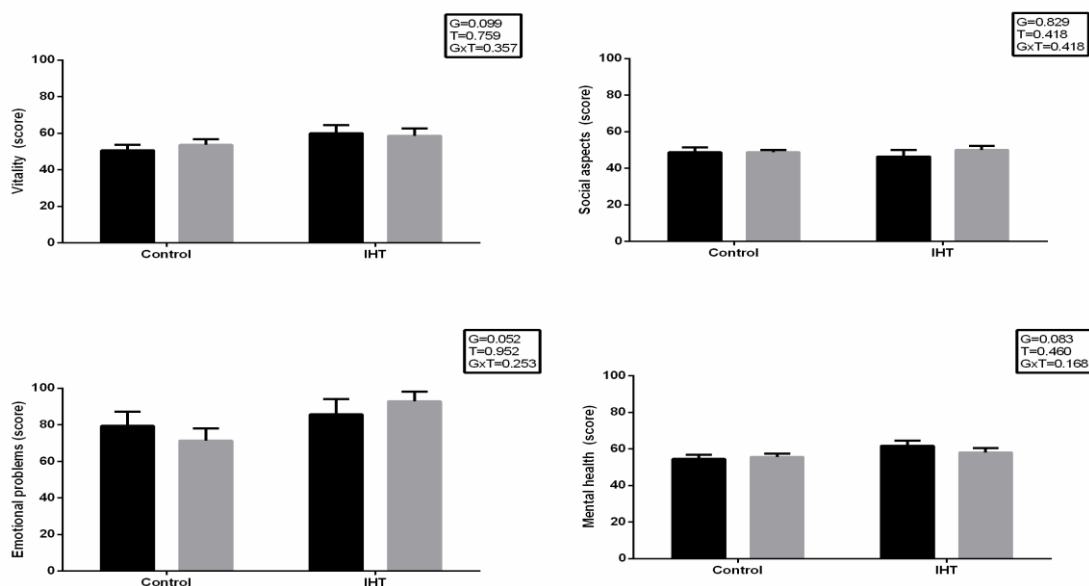 G=0.099
T=0.759
GxT=0.357
100
80
60
40
20
0
Vitality (score)
Control
IHT
G=0.829
T=0.418
GxT=0.418
100
80
60
40
20
0
Social aspects (score)
Control
IHT
G=0.052
T=0.952
GxT=0.253
100
80
60
40
20
0
Emotional problems (score)
Control
IHT
G=0.083
T=0.460
GxT=0.168
100
80
60
40
20
0
Mental health (score)
Control
IHT